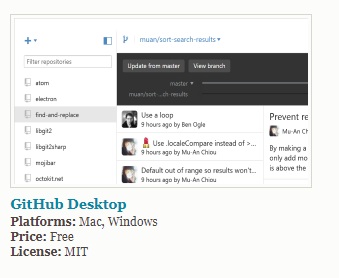 muan/sort-search-results
Filter repositories
Update from master
View branch
atom
master
electron
muan/sort-...ch results
find-and-replace
Use a loop
9 hours ago by Ben Ogle
Prevent re
libgit2
Mu-An Ch
libgit2sharp
💄 Use .localeCompare instead of >...
9 hours ago by Mu-An Chiou
By making a
only add mo
is above the
mojibar
Default out of range so results won't...
octokit.net
9 hours ago by Mu-An Chiou
GitHub Desktop
Platforms: Mac, Windows
Price: Free
License: MIT